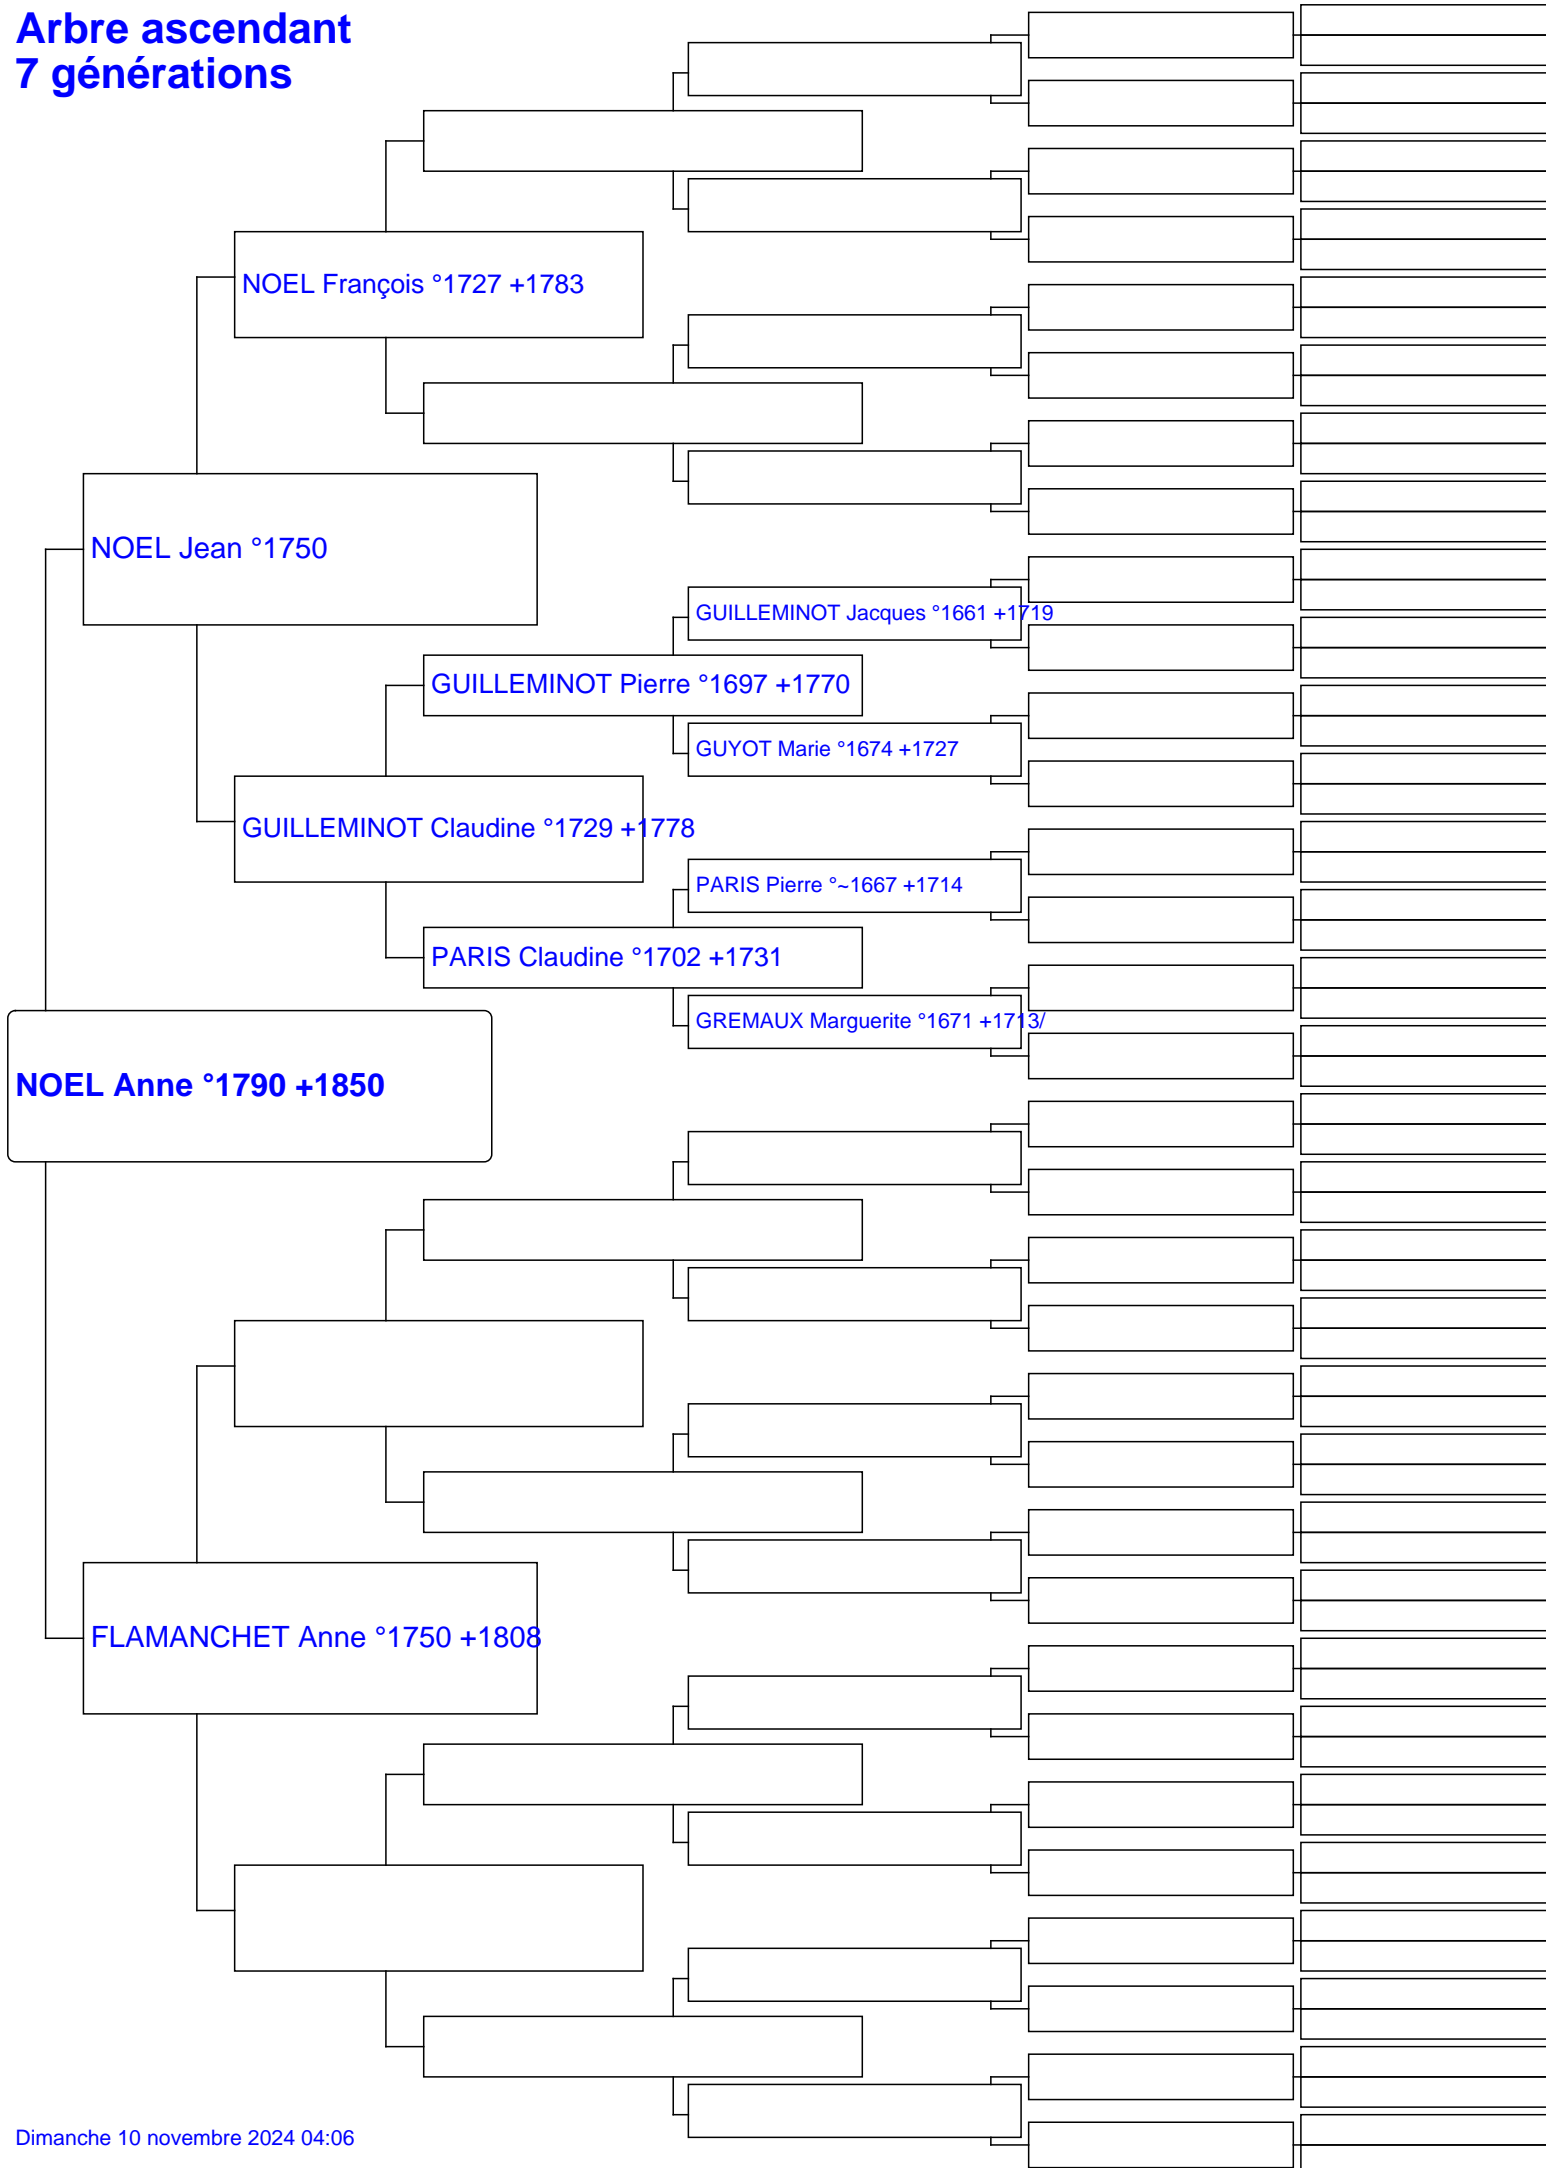 Arbre ascendant
7 générations
NOEL François °1727 +1783
NOEL Jean °1750
GUILLEMINOT Jacques °1661 +1719
GUILLEMINOT Pierre °1697 +1770
GUYOT Marie °1674 +1727
GUILLEMINOT Claudine °1729 +1778
PARIS Pierre °~1667 +1714
PARIS Claudine °1702 +1731
GREMAUX Marguerite °1671 +1713/
NOEL Anne °1790 +1850
FLAMANCHET Anne °1750 +1808
Dimanche 10 novembre 2024 04:06